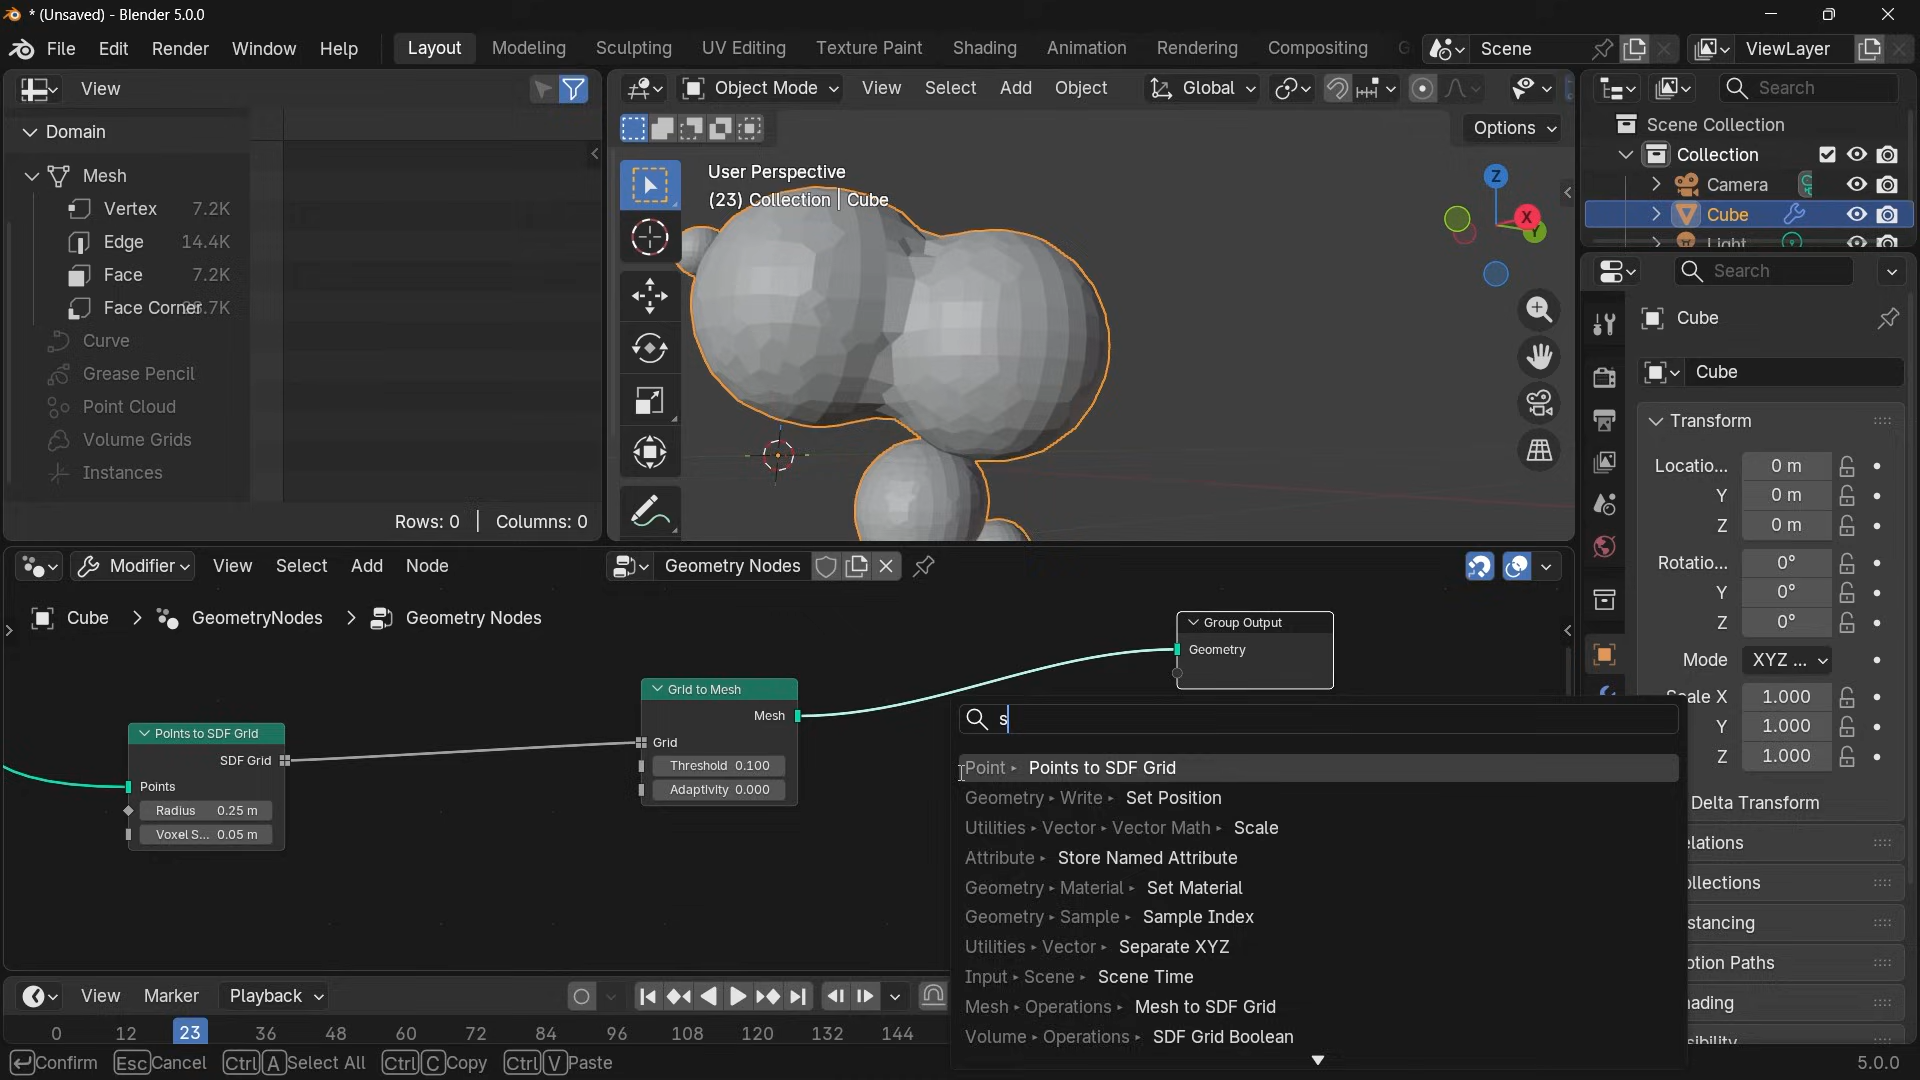 * (Unsaved) - Blender 5.0.0
File Edit Render Window Help Layout Modeling Sculpting UV Editing Texture Paint Shading Animation Rendering Compositing Scene ViewLayer
View
Domain
Mesh
Vertex 7.2K
Edge 14.4K
Face 7.2K
Face Corner .7K
Curve
Grease Pencil
Point Cloud
Volume Grids
Instances
Rows: 0 | Columns: 0
Object Mode View Select Add Object Global
Options
User Perspective
(23) Collection | Cube
Z
X
Y
Search
Scene Collection
Collection
Camera
Cube
Light
Search
Cube
Cube
Transform
Locatio... 0 m
Y 0 m
Z 0 m
Rotatio... 0°
Y 0°
Z 0°
Mode XYZ ...
Scale X 1.000
Y 1.000
Z 1.000
Delta Transform
elations
ollections
stancing
otion Paths
hading
sibility
Modifier View Select Add Node Geometry Nodes
Cube > GeometryNodes > Geometry Nodes
Points to SDF Grid
SDF Grid
Points
Radius 0.25 m
Voxel S... 0.05 m
Grid to Mesh
Mesh
Grid
Threshold 0.100
Adaptivity 0.000
Group Output
Geometry
s
Point ▸ Points to SDF Grid
Geometry ▸ Write ▸ Set Position
Utilities ▸ Vector ▸ Vector Math ▸ Scale
Attribute ▸ Store Named Attribute
Geometry ▸ Material ▸ Set Material
Geometry ▸ Sample ▸ Sample Index
Utilities ▸ Vector ▸ Separate XYZ
Input ▸ Scene ▸ Scene Time
Mesh ▸ Operations ▸ Mesh to SDF Grid
Volume ▸ Operations ▸ SDF Grid Boolean
View Marker Playback
0 12 23 36 48 60 72 84 96 108 120 132 144
Confirm Esc Cancel Ctrl A Select All Ctrl C Copy Ctrl V Paste
5.0.0